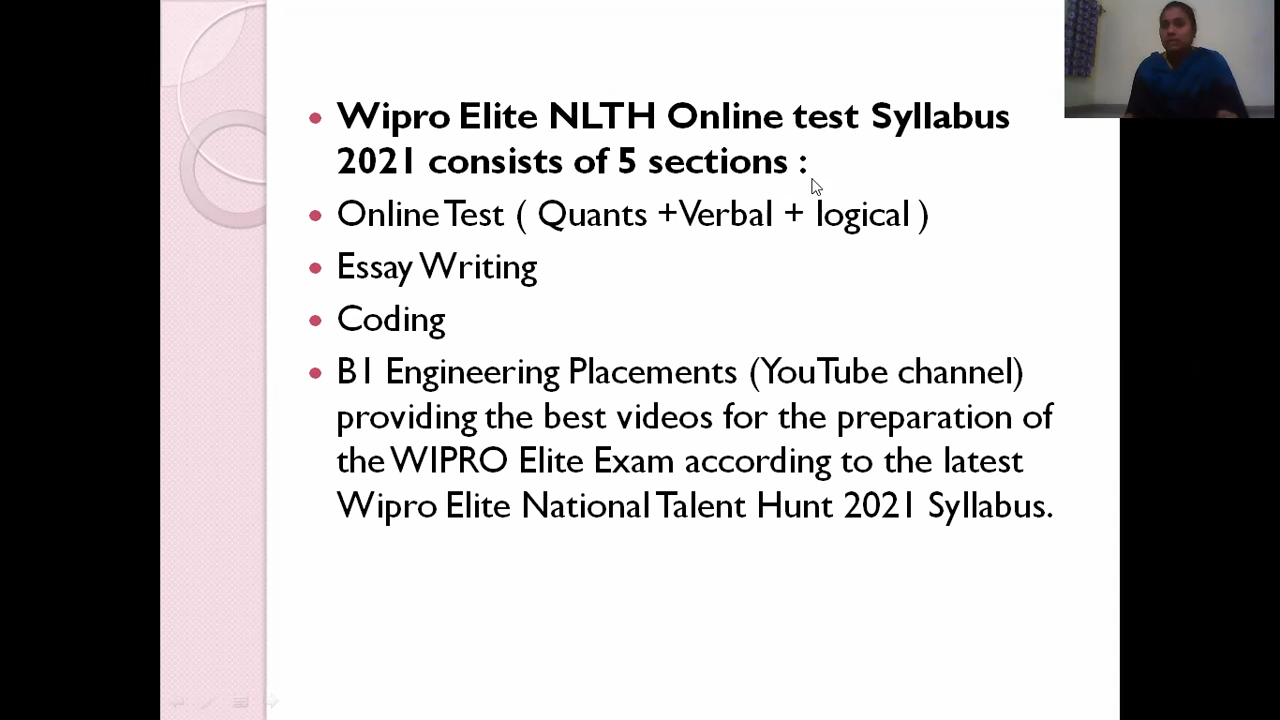 Wipro Elite NLTH Online test Syllabus
2021 consists of 5 sections :
Online Test ( Quants +Verbal + logical )
Essay Writing
Coding
B1 Engineering Placements (YouTube channel)
providing the best videos for the preparation of
the WIPRO Elite Exam according to the latest
Wipro Elite National Talent Hunt 2021 Syllabus.